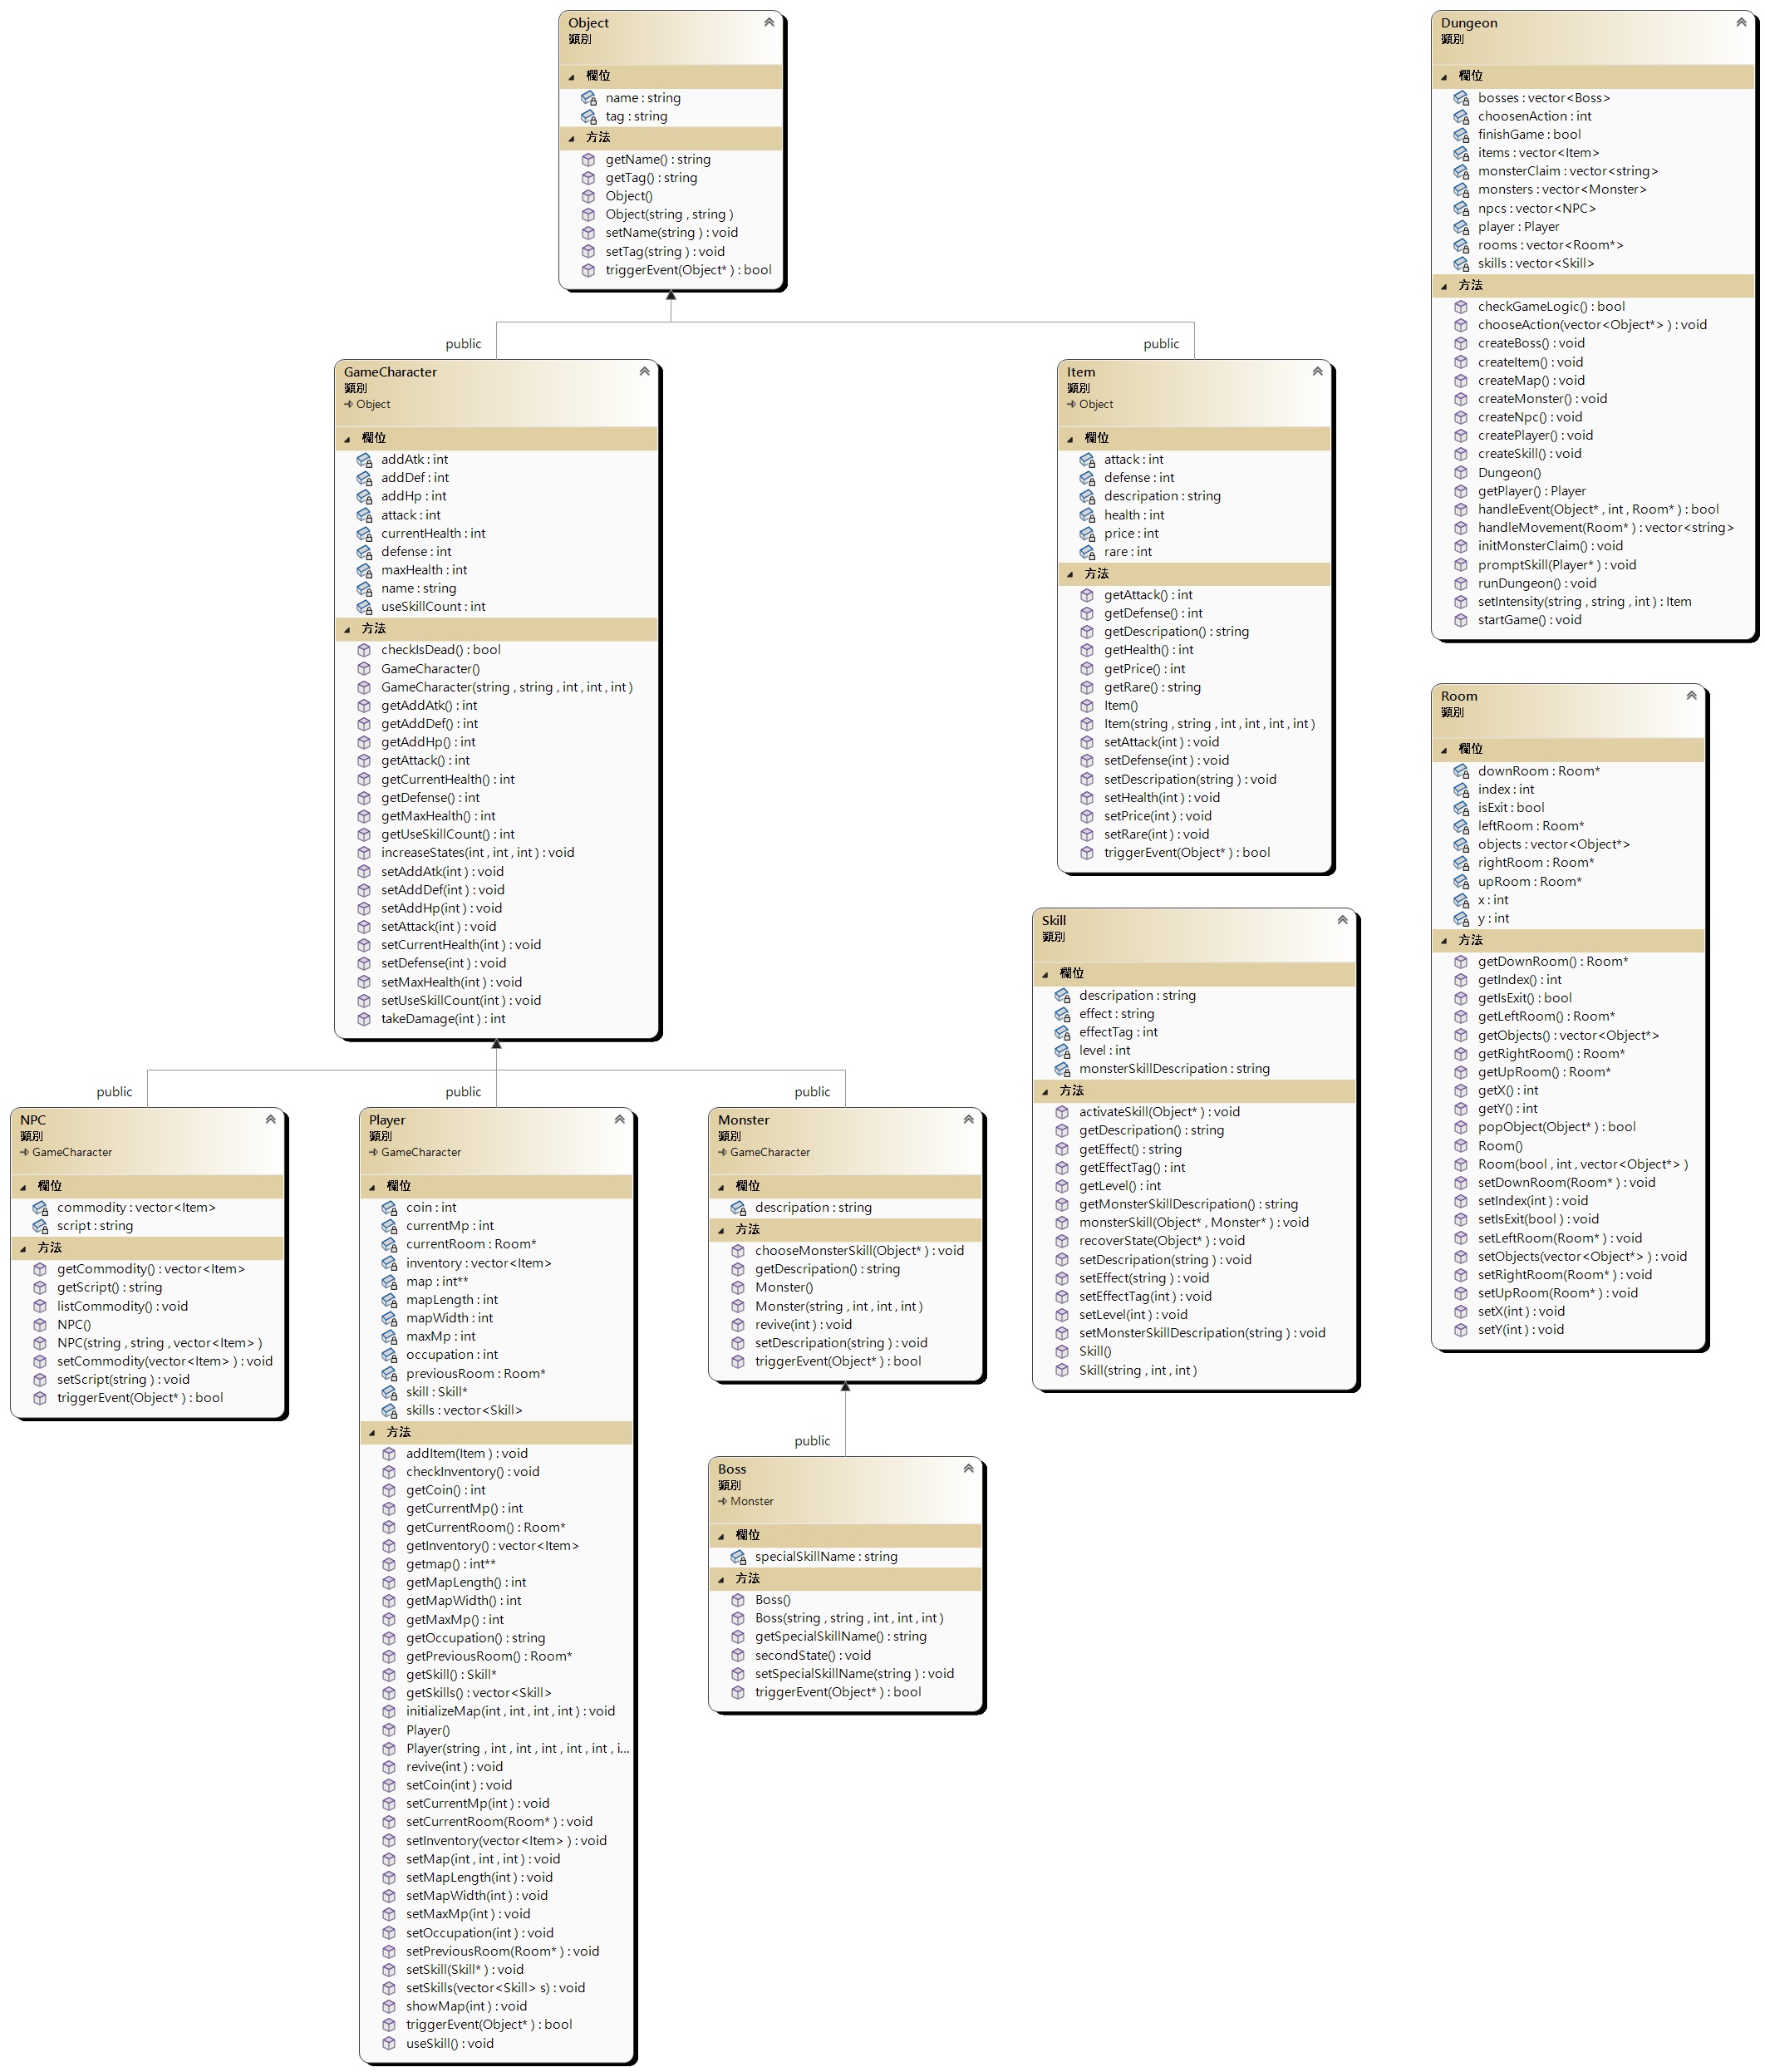 Object
類別
欄位
name : string
tag : string
方法
getName() : string
getTag() : string
Object()
Object(string , string )
setName(string ) : void
setTag(string ) : void
triggerEvent(Object* ) : bool
public
public
GameCharacter
類別
Object
欄位
addAtk : int
addDef : int
addHp : int
attack : int
currentHealth : int
defense : int
maxHealth : int
name : string
useSkillCount : int
方法
checkIsDead() : bool
GameCharacter()
GameCharacter(string , string , int , int , int )
getAddAtk() : int
getAddDef() : int
getAddHp() : int
getAttack() : int
getCurrentHealth() : int
getDefense() : int
getMaxHealth() : int
getUseSkillCount() : int
increaseStates(int , int , int ) : void
setAddAtk(int ) : void
setAddDef(int ) : void
setAddHp(int ) : void
setAttack(int ) : void
setCurrentHealth(int ) : void
setDefense(int ) : void
setMaxHealth(int ) : void
setUseSkillCount(int ) : void
takeDamage(int ) : int
Item
類別
Object
欄位
attack : int
defense : int
descripation : string
health : int
price : int
rare : int
方法
getAttack() : int
getDefense() : int
getDescripation() : string
getHealth() : int
getPrice() : int
getRare() : string
Item()
Item(string , string , int , int , int , int )
setAttack(int ) : void
setDefense(int ) : void
setDescripation(string ) : void
setHealth(int ) : void
setPrice(int ) : void
setRare(int ) : void
triggerEvent(Object* ) : bool
Dungeon
類別
欄位
bosses : vector<Boss>
choosenAction : int
finishGame : bool
items : vector<Item>
monsterClaim : vector<string>
monsters : vector<Monster>
npcs : vector<NPC>
player : Player
rooms : vector<Room*>
skills : vector<Skill>
方法
checkGameLogic() : bool
chooseAction(vector<Object*> ) : void
createBoss() : void
createItem() : void
createMap() : void
createMonster() : void
createNpc() : void
createPlayer() : void
createSkill() : void
Dungeon()
getPlayer() : Player
handleEvent(Object* , int , Room* ) : bool
handleMovement(Room* ) : vector<string>
initMonsterClaim() : void
promptSkill(Player* ) : void
runDungeon() : void
setIntensity(string , string , int ) : Item
startGame() : void
Room
類別
欄位
downRoom : Room*
index : int
isExit : bool
leftRoom : Room*
objects : vector<Object*>
rightRoom : Room*
upRoom : Room*
x : int
y : int
方法
getDownRoom() : Room*
getIndex() : int
getIsExit() : bool
getLeftRoom() : Room*
getObjects() : vector<Object*>
getRightRoom() : Room*
getUpRoom() : Room*
getX() : int
getY() : int
popObject(Object* ) : bool
Room()
Room(bool , int , vector<Object*> )
setDownRoom(Room* ) : void
setIndex(int ) : void
setIsExit(bool ) : void
setLeftRoom(Room* ) : void
setObjects(vector<Object*> ) : void
setRightRoom(Room* ) : void
setUpRoom(Room* ) : void
setX(int ) : void
setY(int ) : void
Skill
類別
欄位
descripation : string
effect : string
effectTag : int
level : int
monsterSkillDescripation : string
方法
activateSkill(Object* ) : void
getDescripation() : string
getEffect() : string
getEffectTag() : int
getLevel() : int
getMonsterSkillDescripation() : string
monsterSkill(Object* , Monster* ) : void
recoverState(Object* ) : void
setDescripation(string ) : void
setEffect(string ) : void
setEffectTag(int ) : void
setLevel(int ) : void
setMonsterSkillDescripation(string ) : void
Skill()
Skill(string , int , int )
public
public
public
NPC
類別
GameCharacter
欄位
commodity : vector<Item>
script : string
方法
getCommodity() : vector<Item>
getScript() : string
listCommodity() : void
NPC()
NPC(string , string , vector<Item> )
setCommodity(vector<Item> ) : void
setScript(string ) : void
triggerEvent(Object* ) : bool
Player
類別
GameCharacter
欄位
coin : int
currentMp : int
currentRoom : Room*
inventory : vector<Item>
map : int**
mapLength : int
mapWidth : int
maxMp : int
occupation : int
previousRoom : Room*
skill : Skill*
skills : vector<Skill>
方法
addItem(Item ) : void
checkInventory() : void
getCoin() : int
getCurrentMp() : int
getCurrentRoom() : Room*
getInventory() : vector<Item>
getmap() : int**
getMapLength() : int
getMapWidth() : int
getMaxMp() : int
getOccupation() : string
getPreviousRoom() : Room*
getSkill() : Skill*
getSkills() : vector<Skill>
initializeMap(int , int , int , int ) : void
Player()
Player(string , int , int , int , int , int , i...
revive(int ) : void
setCoin(int ) : void
setCurrentMp(int ) : void
setCurrentRoom(Room* ) : void
setInventory(vector<Item> ) : void
setMap(int , int , int ) : void
setMapLength(int ) : void
setMapWidth(int ) : void
setMaxMp(int ) : void
setOccupation(int ) : void
setPreviousRoom(Room* ) : void
setSkill(Skill* ) : void
setSkills(vector<Skill> s) : void
showMap(int ) : void
triggerEvent(Object* ) : bool
useSkill() : void
Monster
類別
GameCharacter
欄位
descripation : string
方法
chooseMonsterSkill(Object* ) : void
getDescripation() : string
Monster()
Monster(string , int , int , int )
revive(int ) : void
setDescripation(string ) : void
triggerEvent(Object* ) : bool
public
Boss
類別
Monster
欄位
specialSkillName : string
方法
Boss()
Boss(string , string , int , int , int )
getSpecialSkillName() : string
secondState() : void
setSpecialSkillName(string ) : void
triggerEvent(Object* ) : bool